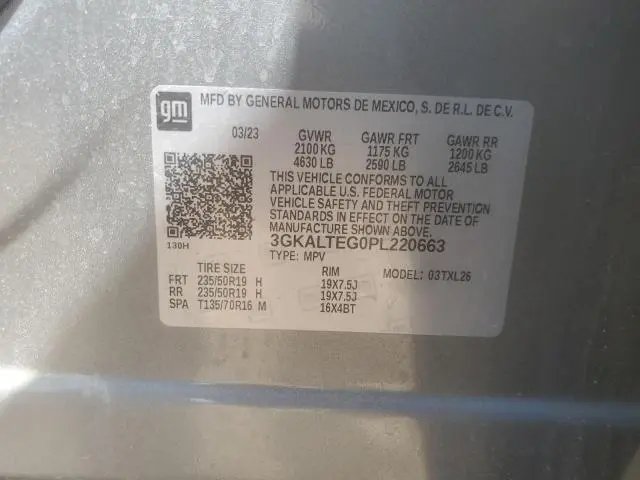 gm
MFD BY GENERAL MOTORS DE MEXICO, S. DE R.L. DE C.V.
03/23 GVWR GAWR FRT GAWR RR
2100 KG 1175 KG 1200 KG
4630 LB 2590 LB 2645 LB
THIS VEHICLE CONFORMS TO ALL
APPLICABLE U.S. FEDERAL MOTOR
VEHICLE SAFETY AND THEFT PREVENTION
STANDARDS IN EFFECT ON THE DATE OF
MANUFACTURE SHOWN ABOVE.
130H 3GKALTEG0PL220663
TYPE: MPV
TIRE SIZE RIM MODEL: 03TXL26
FRT 235/50R19 H 19X7.5J
RR 235/50R19 H 19X7.5J
SPA T135/70R16 M 16X4BT